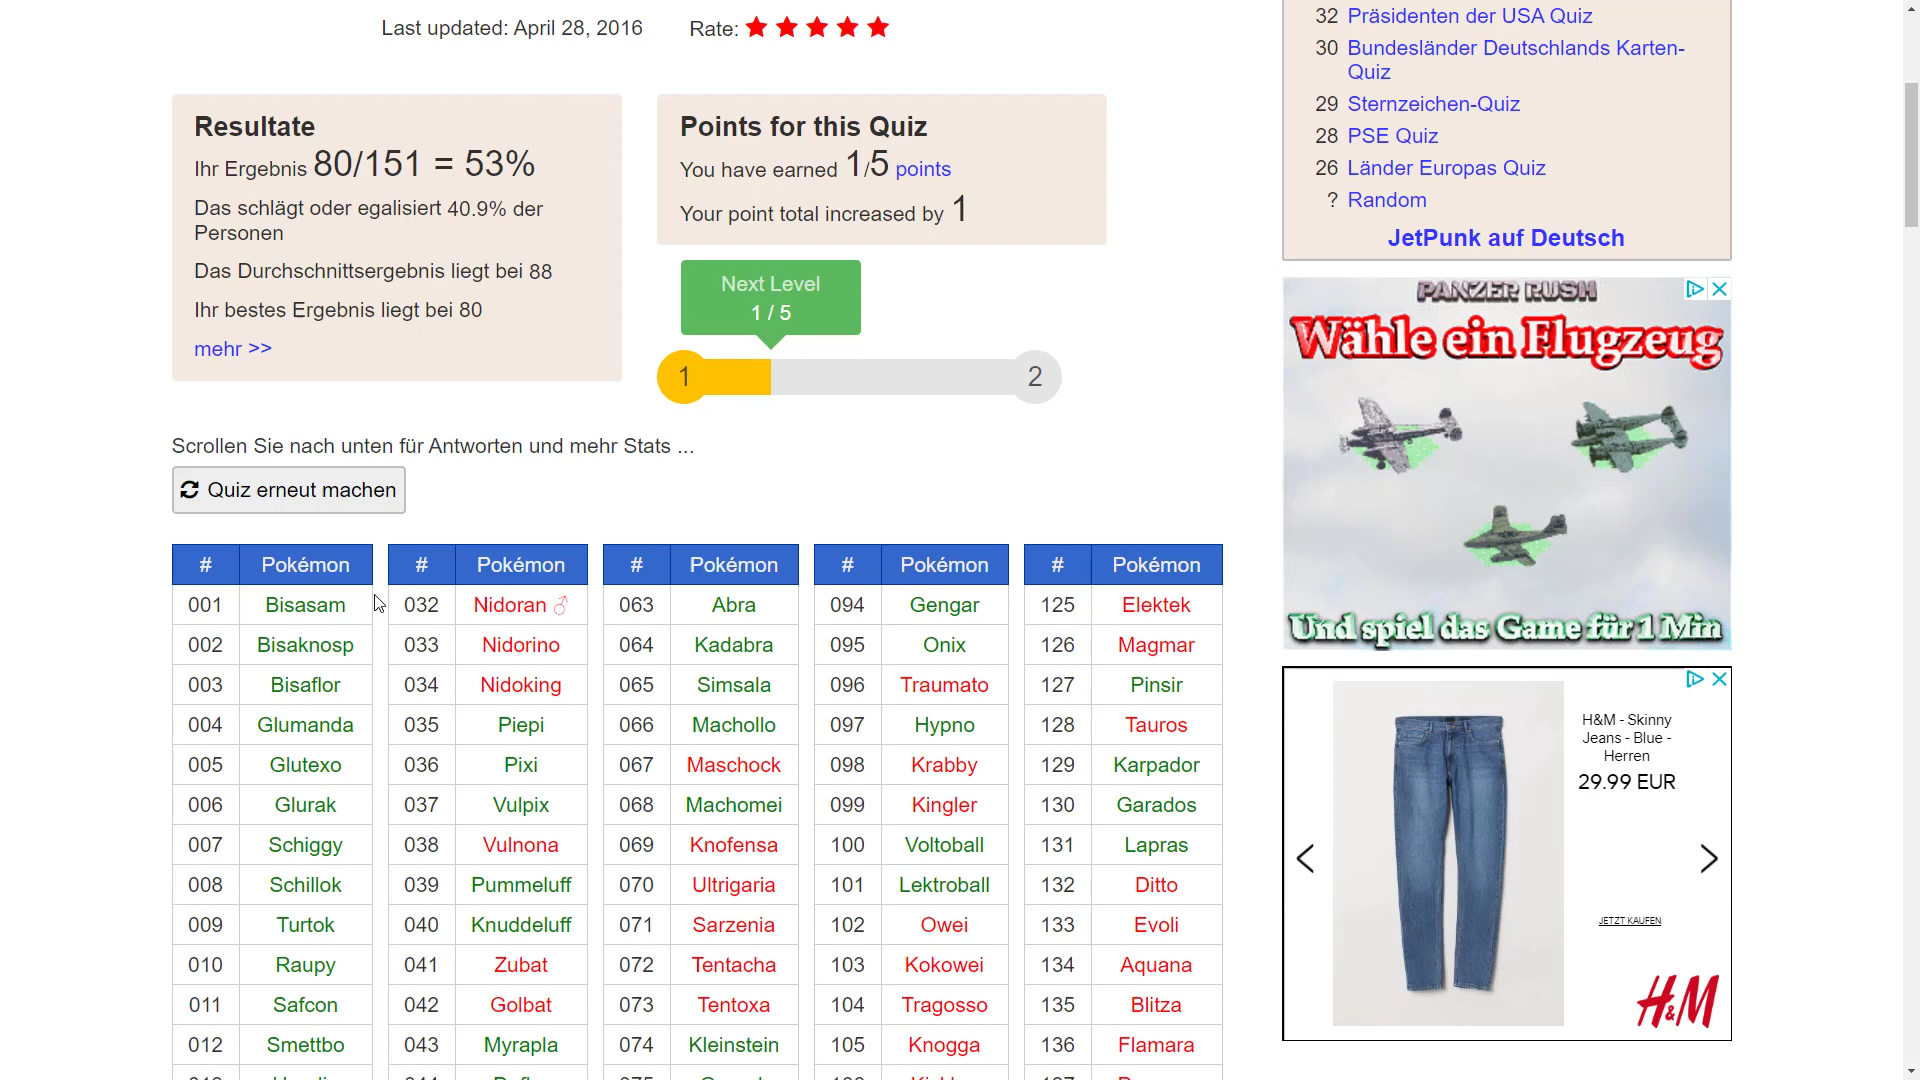 Last updated: April 28, 2016
Rate:
Resultate
Ihr Ergebnis 80/151 = 53%
Das schlägt oder egalisiert 40.9% der
Personen
Das Durchschnittsergebnis liegt bei 88
Ihr bestes Ergebnis liegt bei 80
mehr >>
Points for this Quiz
You have earned 1/5 points
Your point total increased by 1
Next Level
1 / 5
1
2
Scrollen Sie nach unten für Antworten und mehr Stats ...
Quiz erneut machen
# Pokémon # Pokémon # Pokémon # Pokémon # Pokémon
001 Bisasam 032 Nidoran ♂ 063 Abra 094 Gengar 125 Elektek
002 Bisaknosp 033 Nidorino 064 Kadabra 095 Onix 126 Magmar
003 Bisaflor 034 Nidoking 065 Simsala 096 Traumato 127 Pinsir
004 Glumanda 035 Piepi 066 Machollo 097 Hypno 128 Tauros
005 Glutexo 036 Pixi 067 Maschock 098 Krabby 129 Karpador
006 Glurak 037 Vulpix 068 Machomei 099 Kingler 130 Garados
007 Schiggy 038 Vulnona 069 Knofensa 100 Voltoball 131 Lapras
008 Schillok 039 Pummeluff 070 Ultrigaria 101 Lektroball 132 Ditto
009 Turtok 040 Knuddeluff 071 Sarzenia 102 Owei 133 Evoli
010 Raupy 041 Zubat 072 Tentacha 103 Kokowei 134 Aquana
011 Safcon 042 Golbat 073 Tentoxa 104 Tragosso 135 Blitza
012 Smettbo 043 Myrapla 074 Kleinstein 105 Knogga 136 Flamara
32 Präsidenten der USA Quiz
30 Bundesländer Deutschlands Karten-
Quiz
29 Sternzeichen-Quiz
28 PSE Quiz
26 Länder Europas Quiz
? Random
JetPunk auf Deutsch
PANZER RUSH
Wähle ein Flugzeug
Und spiel das Game für 1 Min
H&M - Skinny
Jeans - Blue -
Herren
29.99 EUR
JETZT KAUFEN
H&M